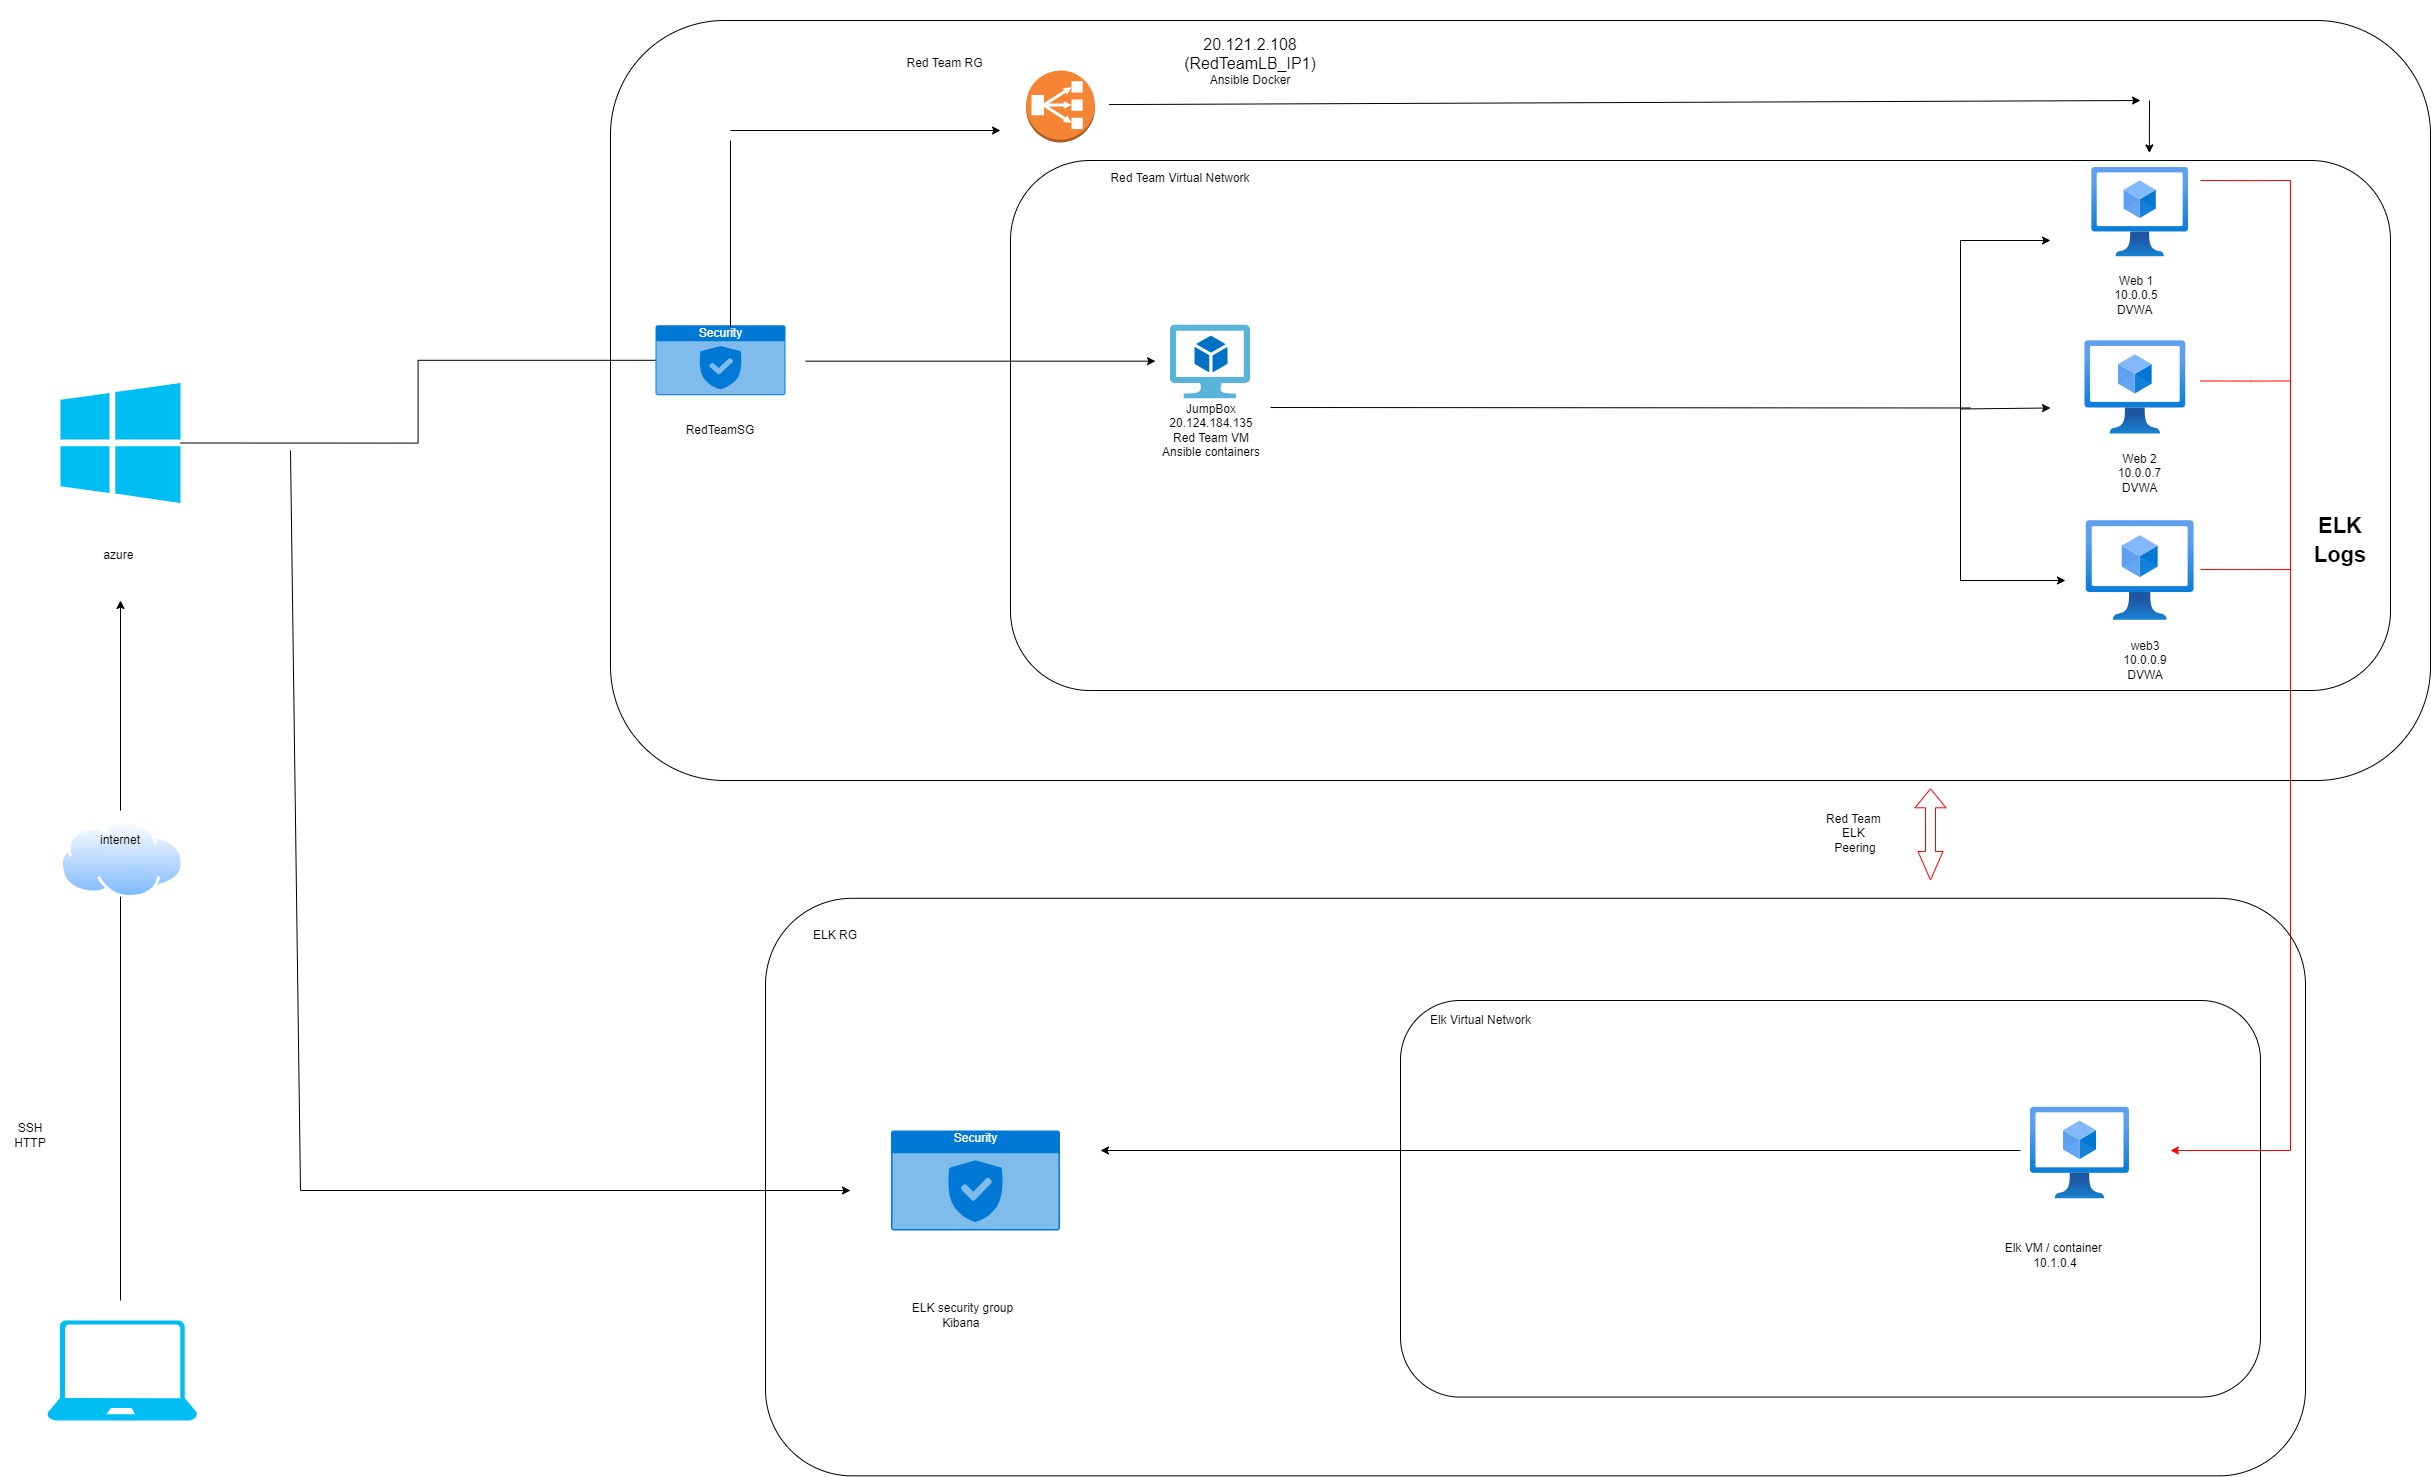 20.121.2.108
(RedTeamLB_IP1)
Ansible Docker
Red Team RG
Red Team Virtual Network
Security
RedTeamSG
JumpBox
20.124.184.135
Red Team VM
Ansible containers
Web 1
10.0.0.5
DVWA
Web 2
10.0.0.7
DVWA
ELK
Logs
web3
10.0.0.9
DVWA
azure
internet
Red Team
ELK
Peering
ELK RG
Elk Virtual Network
SSH
HTTP
Security
ELK security group
Kibana
Elk VM / container
10.1.0.4